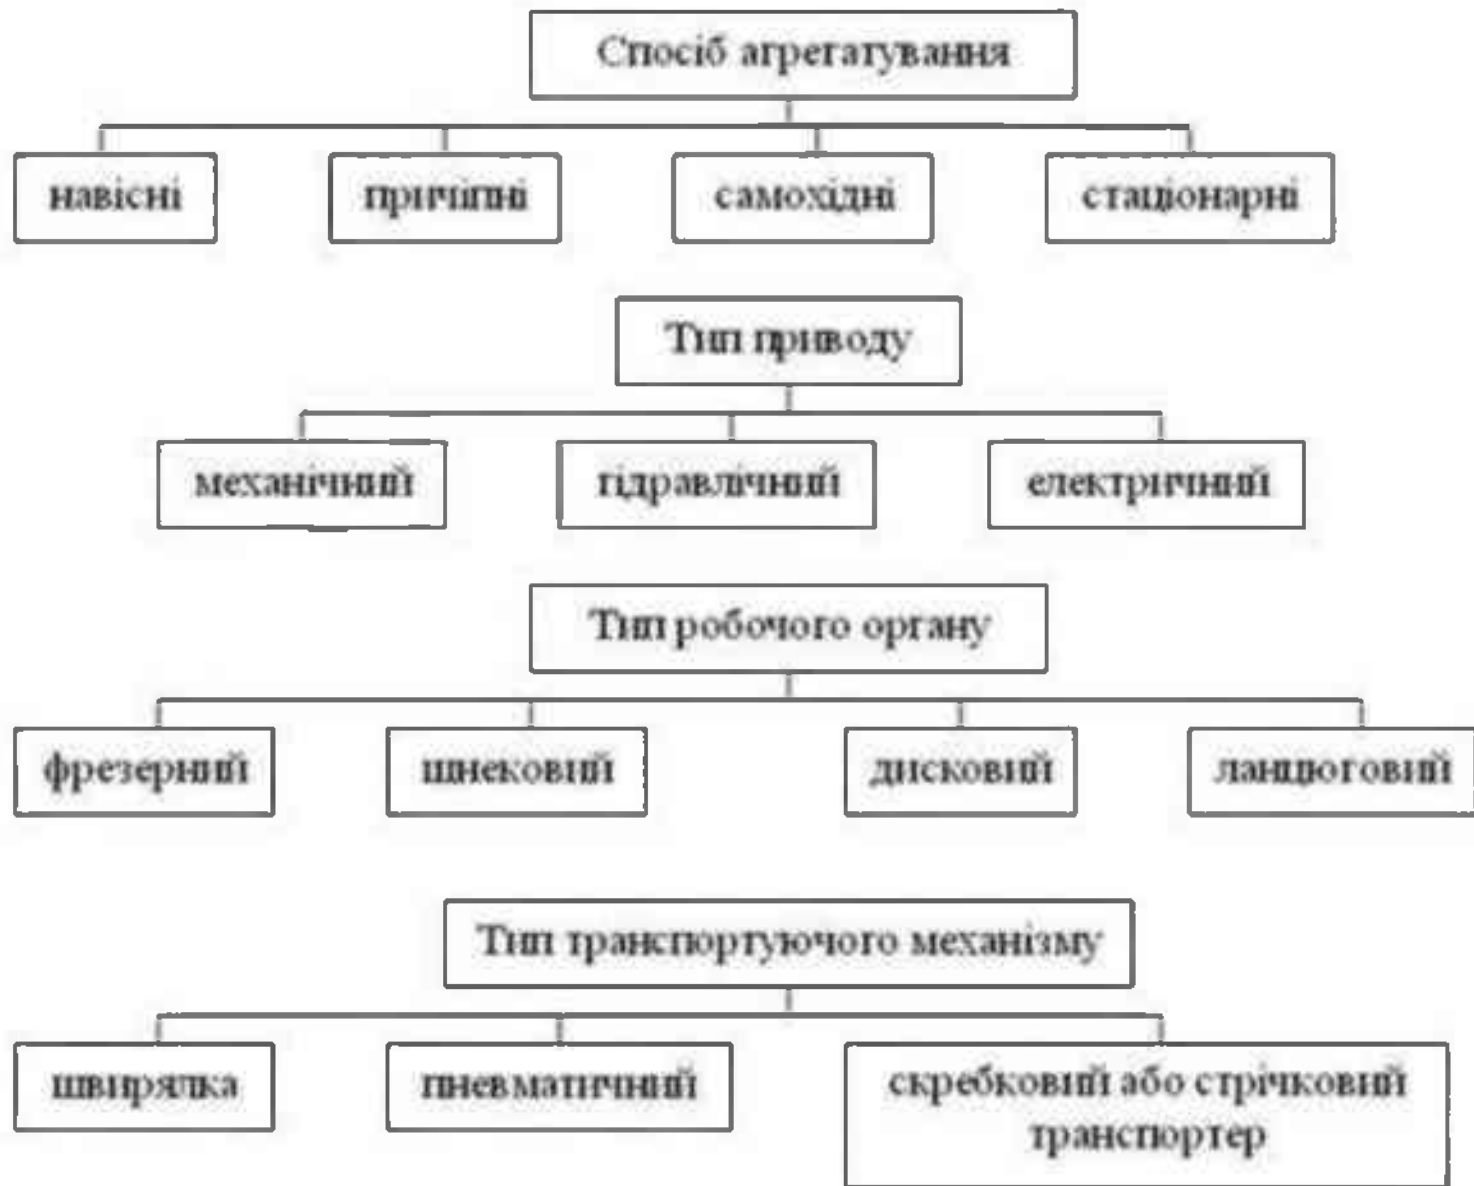 Спосіб агрегатування
навісні
причіпні
самохідні
стаціонарні
Тип приводу
механічний
гідравлічний
електричний
Тип робочого органу
фрезерний
шнековий
дисковий
ланцюговий
Тип транспортуючого механізму
швирялка
пневматичний
скребковий або стрічковий
транспортер